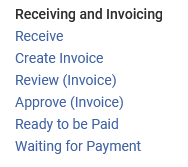 Receiving and Invoicing
Receive
Create Invoice
Review (Invoice)
Approve (Invoice)
Ready to be Paid
Waiting for Payment